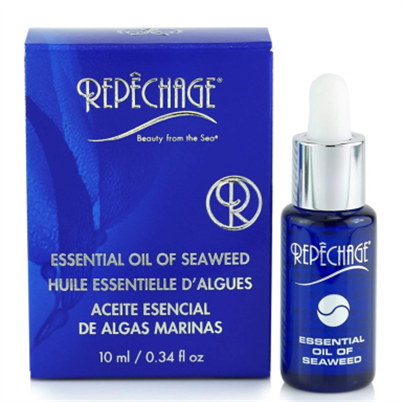 REPÊCHAGE®
Beauty from the Sea®
ESSENTIAL OIL OF SEAWEED
HUILE ESSENTIELLE D'ALGUES
ACEITE ESENCIAL
DE ALGAS MARINAS
10 ml / 0.34 fl oz
REPÊCHAGE®
ESSENTIAL
OIL OF
SEAWEED